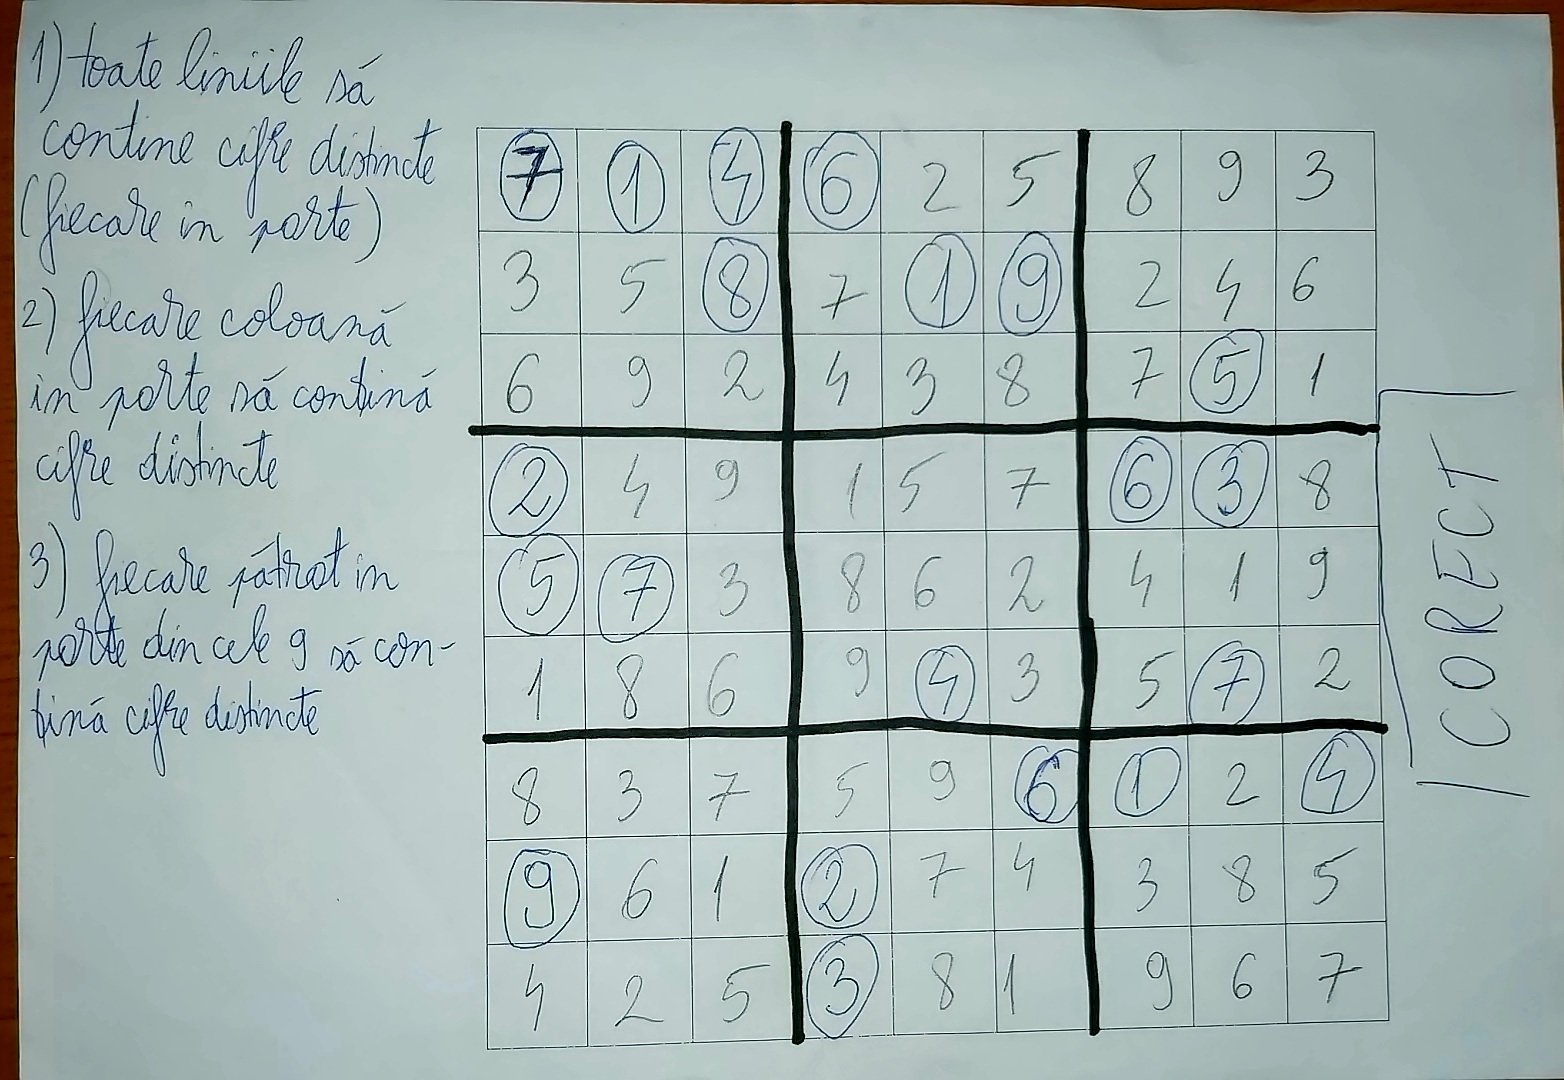 1) toate liniile să
contine cifre distincte
(fiecare in parte)
2) fiecare coloană
in parte să conțină
cifre distincte
3) fiecare pătrat in
parte din cele 9 să con-
țină cifre distincte
7 1 4 6 2 5 8 9 3
3 5 8 7 1 9 2 4 6
6 9 2 4 3 8 7 5 1
2 4 9 1 5 7 6 3 8
5 7 3 8 6 2 4 1 9
1 8 6 9 4 3 5 7 2
8 3 7 5 9 6 1 2 4
9 6 1 2 7 4 3 8 5
4 2 5 3 8 1 9 6 7
CORECT